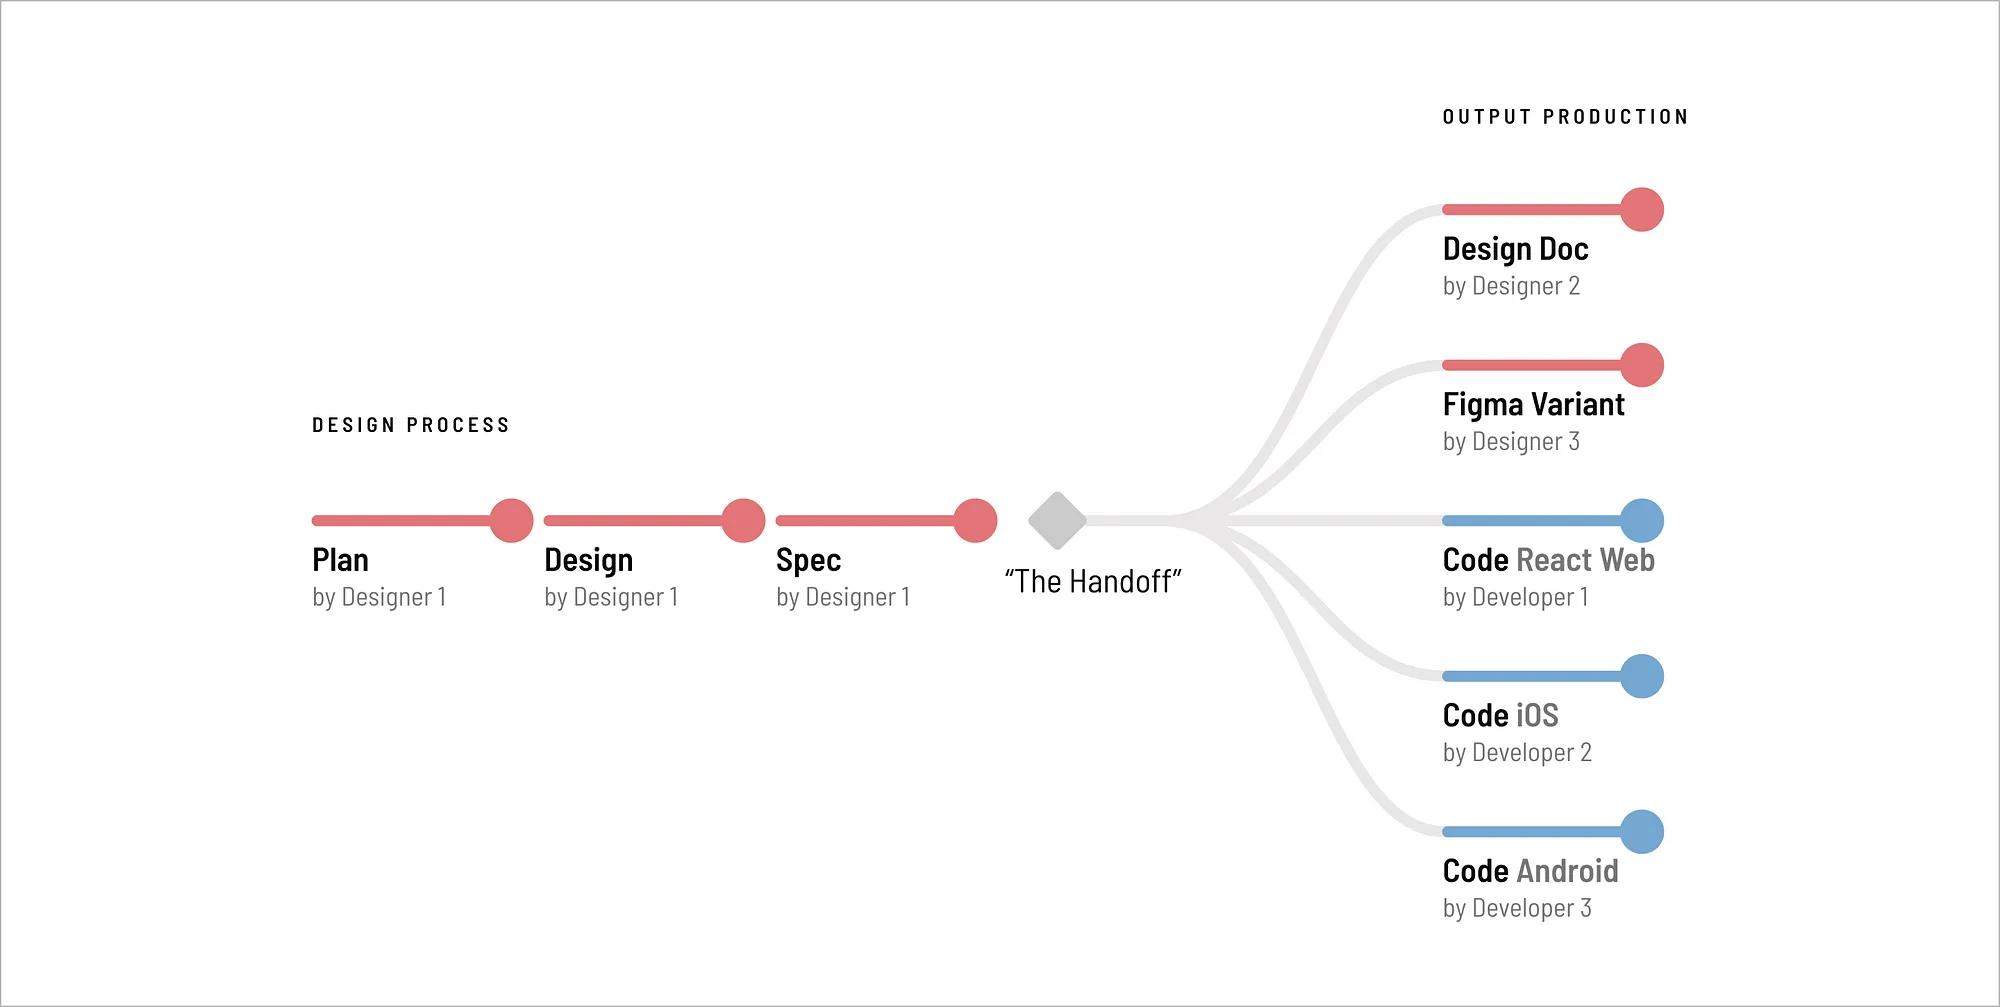 DESIGN PROCESS
Plan
by Designer 1
Design
by Designer 1
Spec
by Designer 1
“The Handoff”
OUTPUT PRODUCTION
Design Doc
by Designer 2
Figma Variant
by Designer 3
Code React Web
by Developer 1
Code iOS
by Developer 2
Code Android
by Developer 3